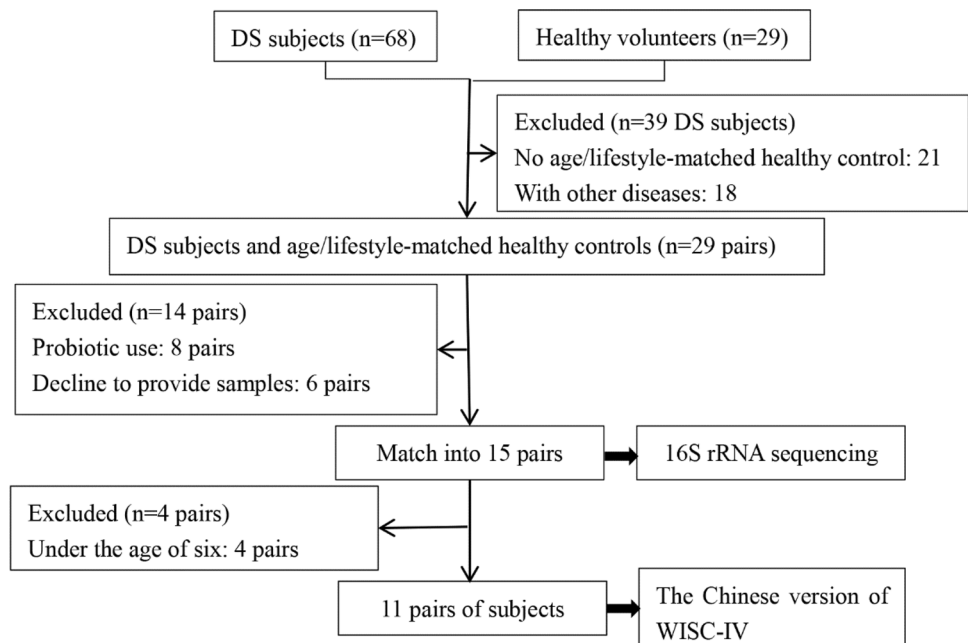 DS subjects (n=68)
Healthy volunteers (n=29)
Excluded (n=39 DS subjects)
No age/lifestyle-matched healthy control: 21
With other diseases: 18
DS subjects and age/lifestyle-matched healthy controls (n=29 pairs)
Excluded (n=14 pairs)
Probiotic use: 8 pairs
Decline to provide samples: 6 pairs
Match into 15 pairs
16S rRNA sequencing
Excluded (n=4 pairs)
Under the age of six: 4 pairs
11 pairs of subjects
The Chinese version of
WISC-IV